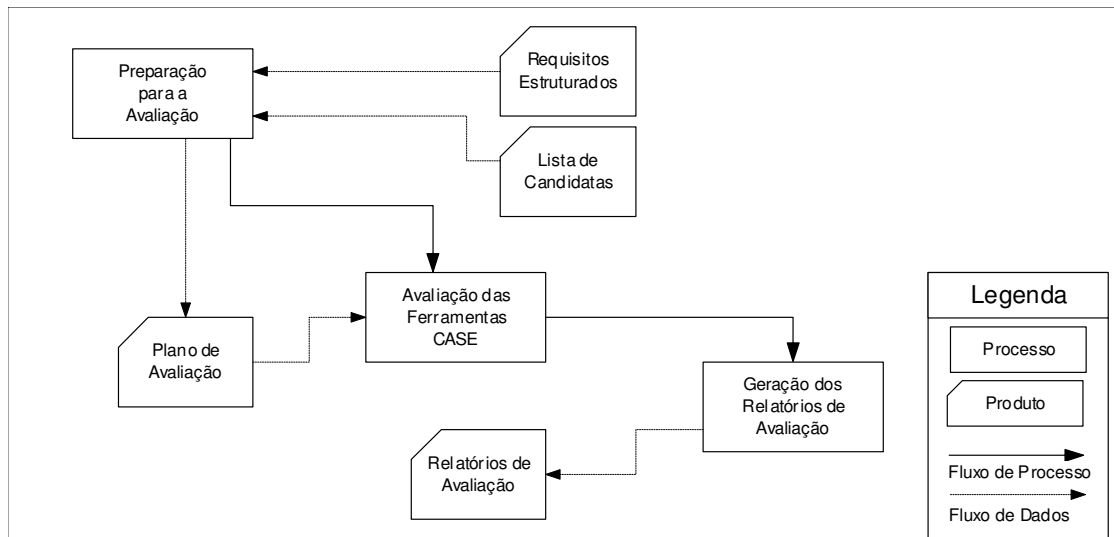 Preparação
para a
Avaliação
Requisitos
Estruturados
Lista de
Candidatas
Avaliação das
Ferramentas
CASE
Plano de
Avaliação
Geração dos
Relatórios de
Avaliação
Relatórios de
Avaliação
Legenda
Processo
Produto
Fluxo de Processo
Fluxo de Dados